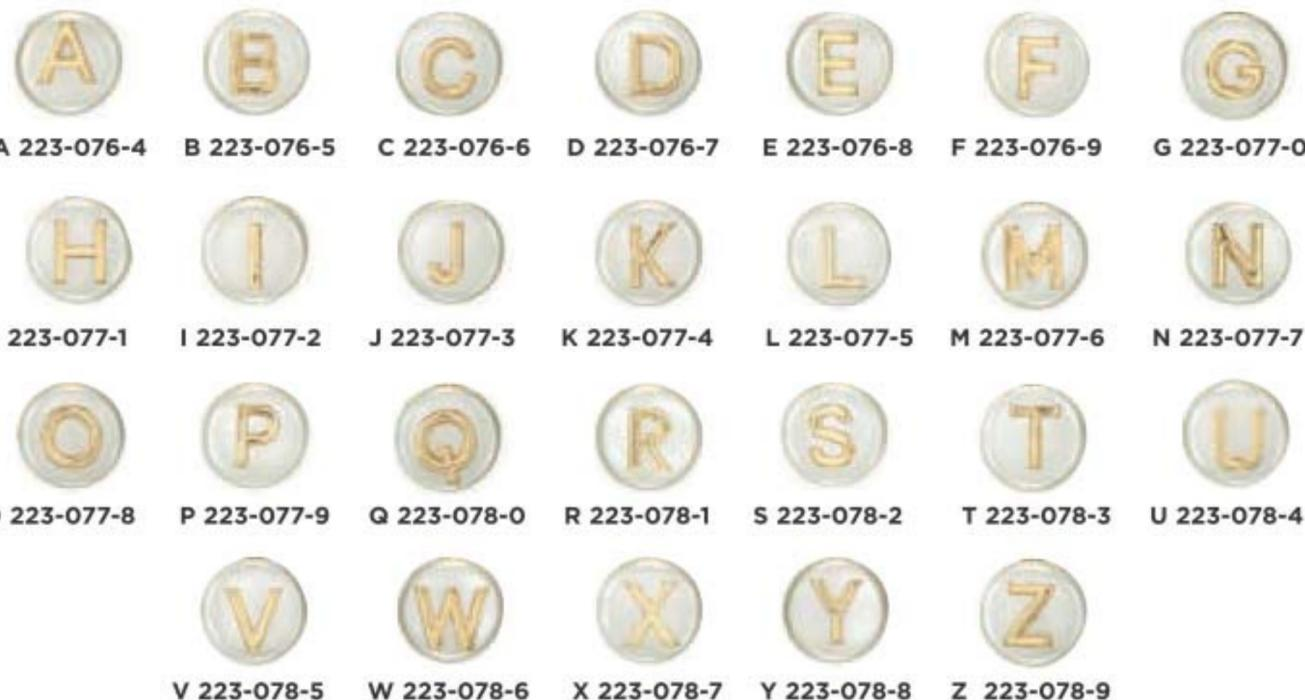 A B C D E F G
A 223-076-4 B 223-076-5 C 223-076-6 D 223-076-7 E 223-076-8 F 223-076-9 G 223-077-0
H I J K L M N
223-077-1 I 223-077-2 J 223-077-3 K 223-077-4 L 223-077-5 M 223-077-6 N 223-077-7
O P Q R S T U
223-077-8 P 223-077-9 Q 223-078-0 R 223-078-1 S 223-078-2 T 223-078-3 U 223-078-4
V W X Y Z
V 223-078-5 W 223-078-6 X 223-078-7 Y 223-078-8 Z 223-078-9